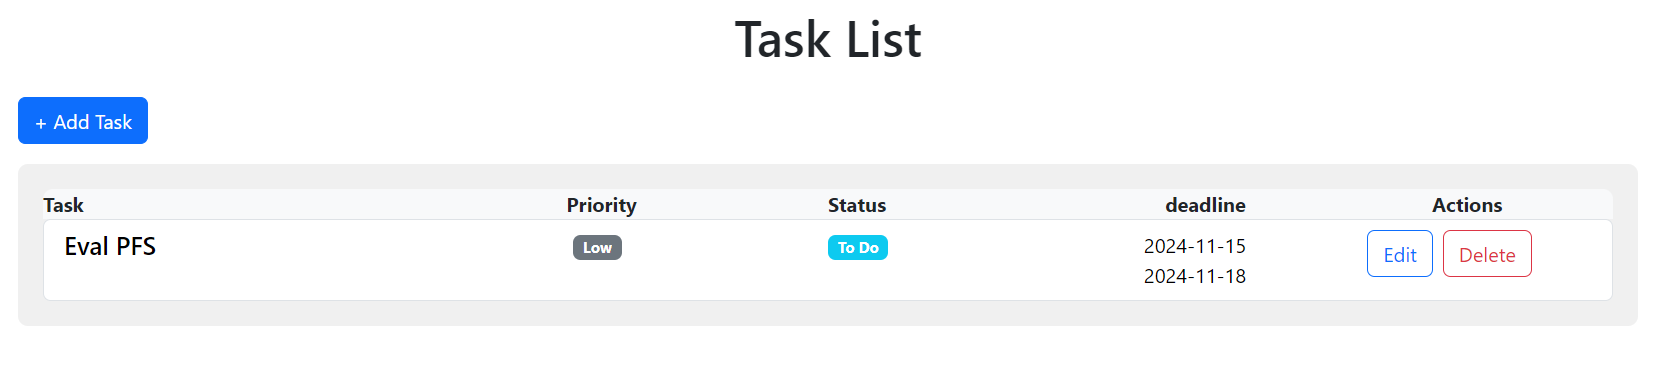 Task List
+ Add Task
Task Priority Status deadline Actions
Eval PFS Low To Do 2024-11-15 Edit Delete
2024-11-18